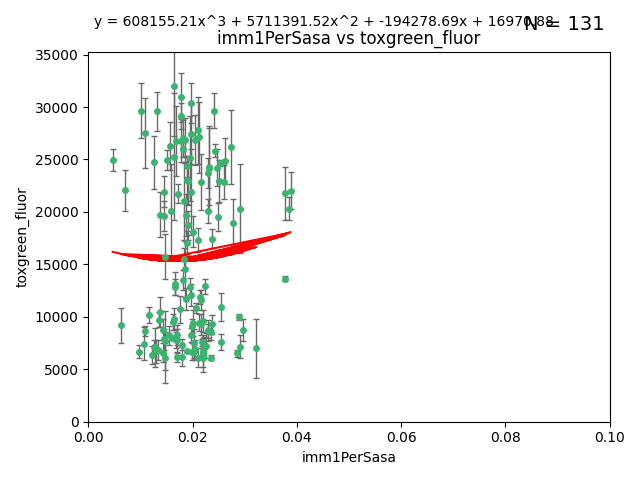 y = 608155.21x^3 + 5711391.52x^2 + -194278.69x + 16970.88
N = 131
imm1PerSasa vs toxgreen_fluor
35000
30000
25000
20000
15000
10000
5000
0
toxgreen_fluor
0.00 0.02 0.04 0.06 0.08 0.10
imm1PerSasa